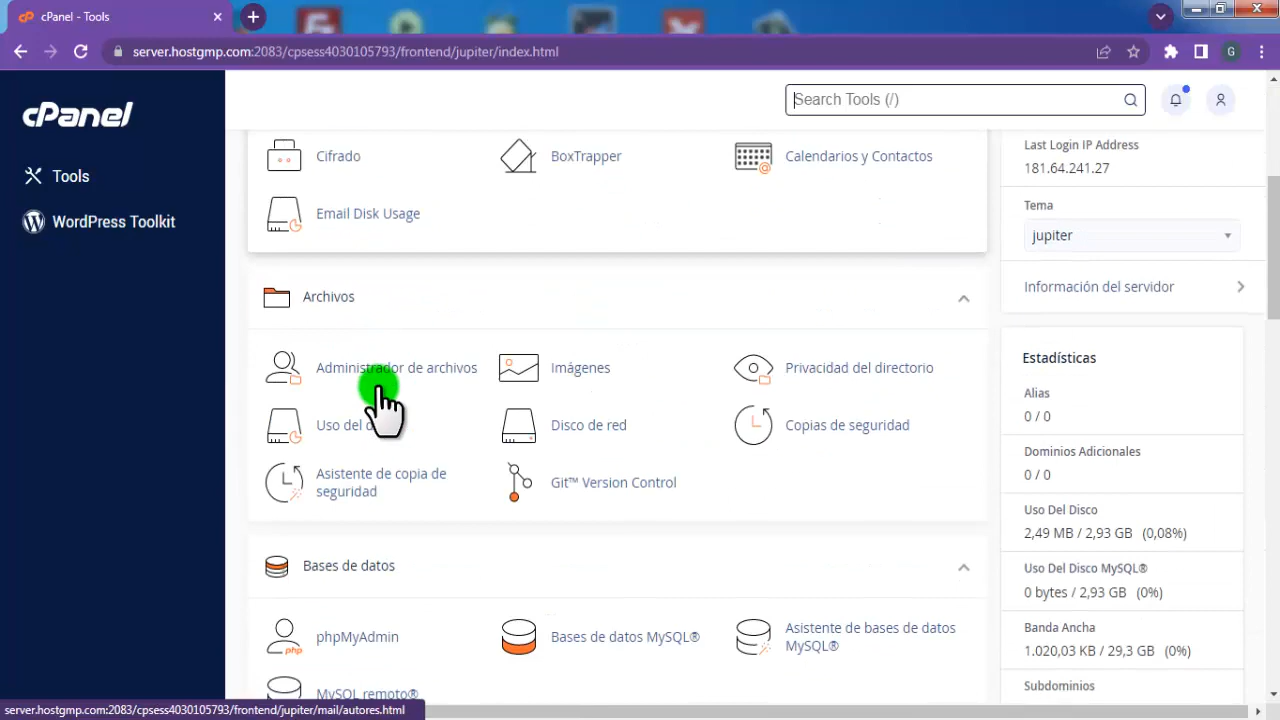 cPanel - Tools
server.hostgmp.com:2083/cpsess4030105793/frontend/jupiter/index.html
G
cPanel
Tools
WordPress Toolkit
Search Tools (/)
Cifrado
BoxTrapper
Calendarios y Contactos
Email Disk Usage
Archivos
Administrador de archivos
Imágenes
Privacidad del directorio
Uso del
Disco de red
Copias de seguridad
Asistente de copia de
seguridad
Git™ Version Control
Bases de datos
phpMyAdmin
php
Bases de datos MySQL®
Asistente de bases de datos
MySQL®
MySQL remoto®
Last Login IP Address
181.64.241.27
Tema
jupiter
Información del servidor
Estadísticas
Alias
0 / 0
Dominios Adicionales
0 / 0
Uso Del Disco
2,49 MB / 2,93 GB (0,08%)
Uso Del Disco MySQL®
0 bytes / 2,93 GB (0%)
Banda Ancha
1.020,03 KB / 29,3 GB (0%)
Subdominios
server.hostgmp.com:2083/cpsess4030105793/frontend/jupiter/mail/autores.html